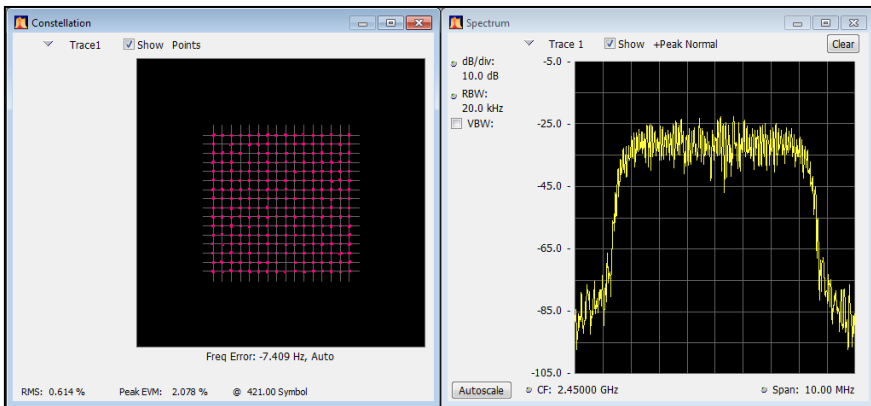 Constellation
Trace1 Show Points
Freq Error: -7.409 Hz, Auto
RMS: 0.614 % Peak EVM: 2.078 % @ 421.00 Symbol
Spectrum
Trace 1 Show +Peak Normal Clear
dB/div:
10.0 dB
RBW:
20.0 kHz
VBW:
-5.0
-25.0
-45.0
-65.0
-85.0
-105.0
Autoscale CF: 2.45000 GHz Span: 10.00 MHz